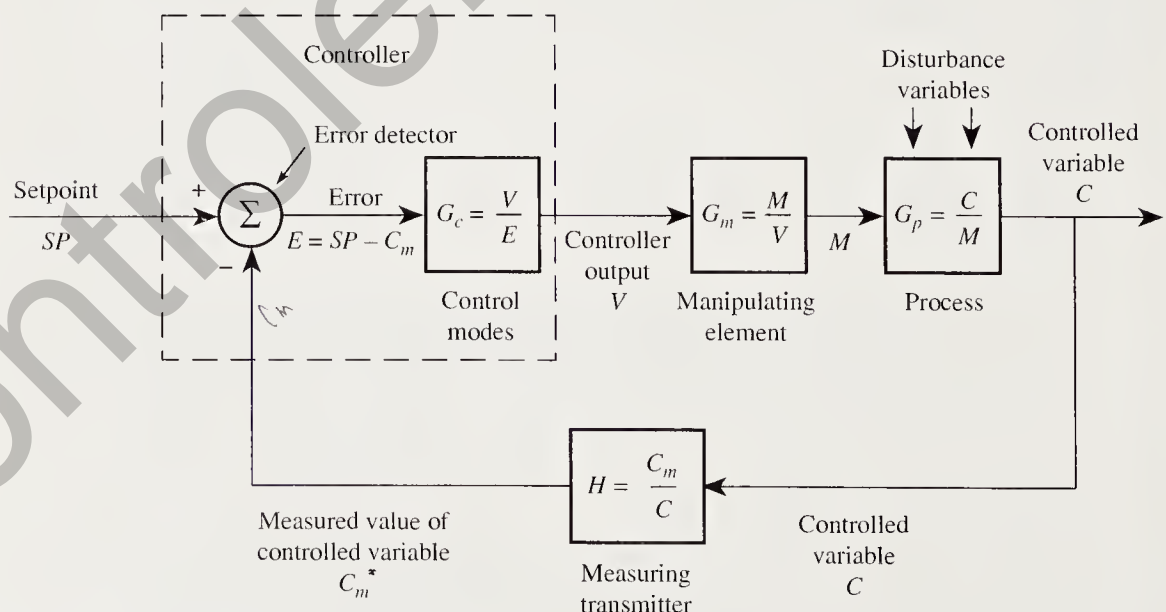 Controller
Disturbance
variables
Error detector
Controlled
variable
C
Setpoint
SP
+
Σ
−
Error
E = SP − C_m
G_c = V/E
Control
modes
Controller
output
V
G_m = M/V
Manipulating
element
M
G_p = C/M
Process
C_m
H = C_m/C
Measuring
transmitter
Measured value of
controlled variable
C_m*
Controlled
variable
C
ontrole